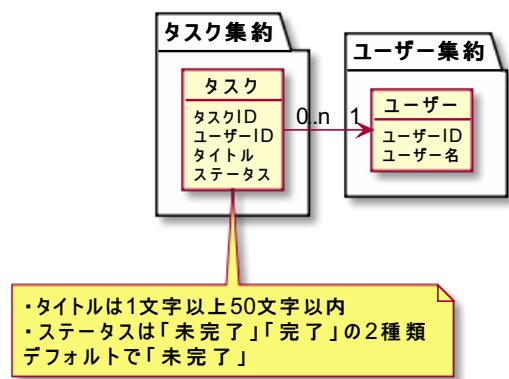 タスク集約
ユーザー集約
タスク
タスクID
ユーザーID
タイトル
ステータス
0..n
1
ユーザー
ユーザーID
ユーザー名
・タイトルは1文字以上50文字以内
・ステータスは「未完了」「完了」の2種類
デフォルトで「未完了」